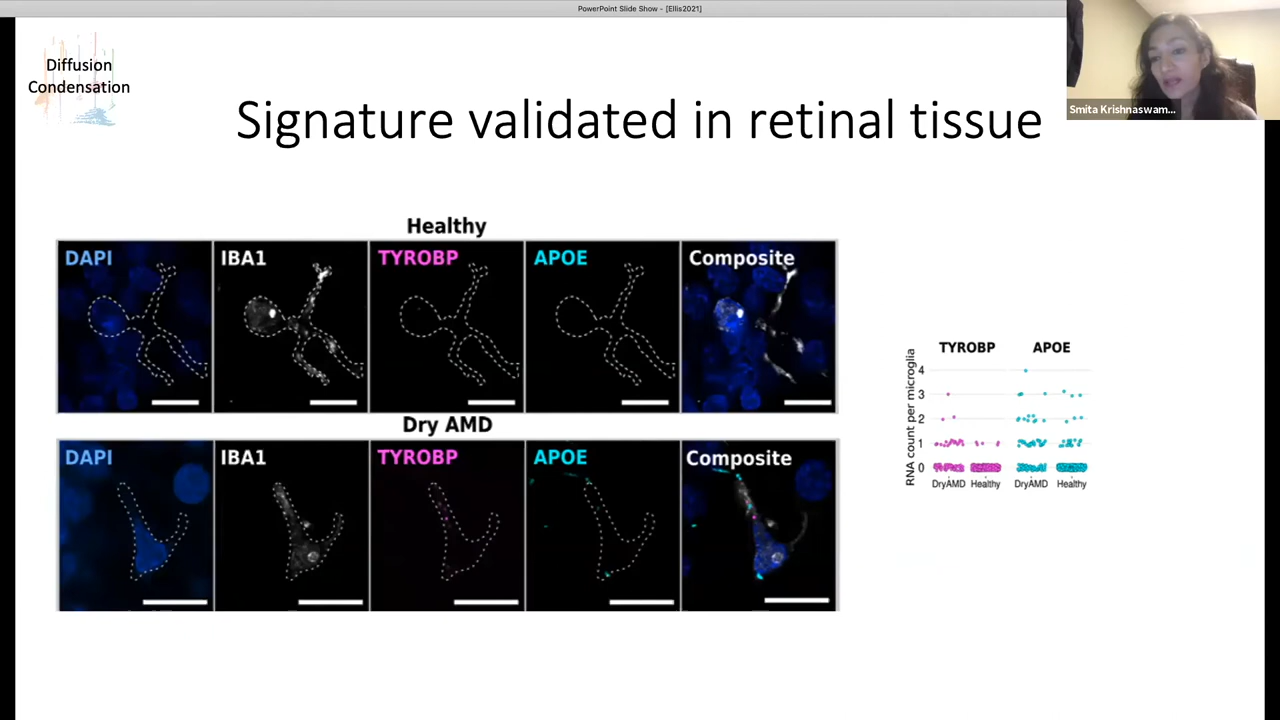 PowerPoint Slide Show - [Ellis2021]
Diffusion
Condensation
Smita Krishnaswam...
Signature validated in retinal tissue
Healthy
DAPI IBA1 TYROBP APOE Composite
Dry AMD
DAPI IBA1 TYROBP APOE Composite
TYROBP APOE
RNA count per microglia
4
3
2
1
0
DryAMD Healthy DryAMD Healthy